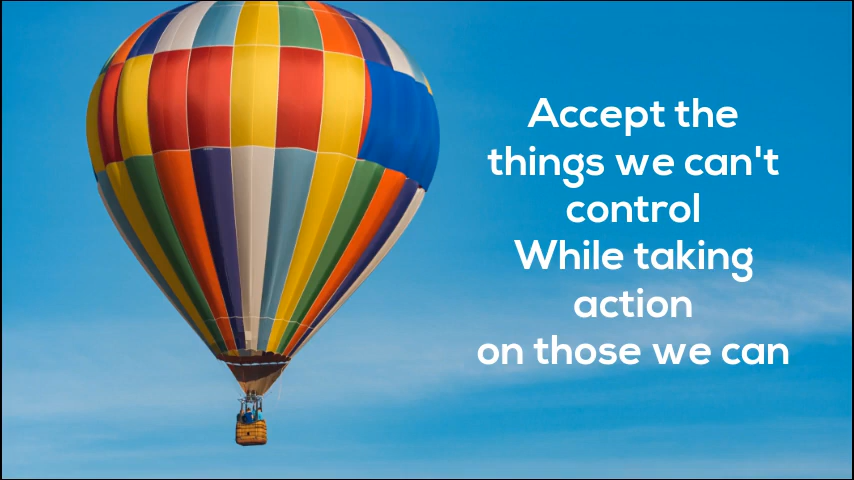 Accept the
things we can't
control
While taking
action
on those we can